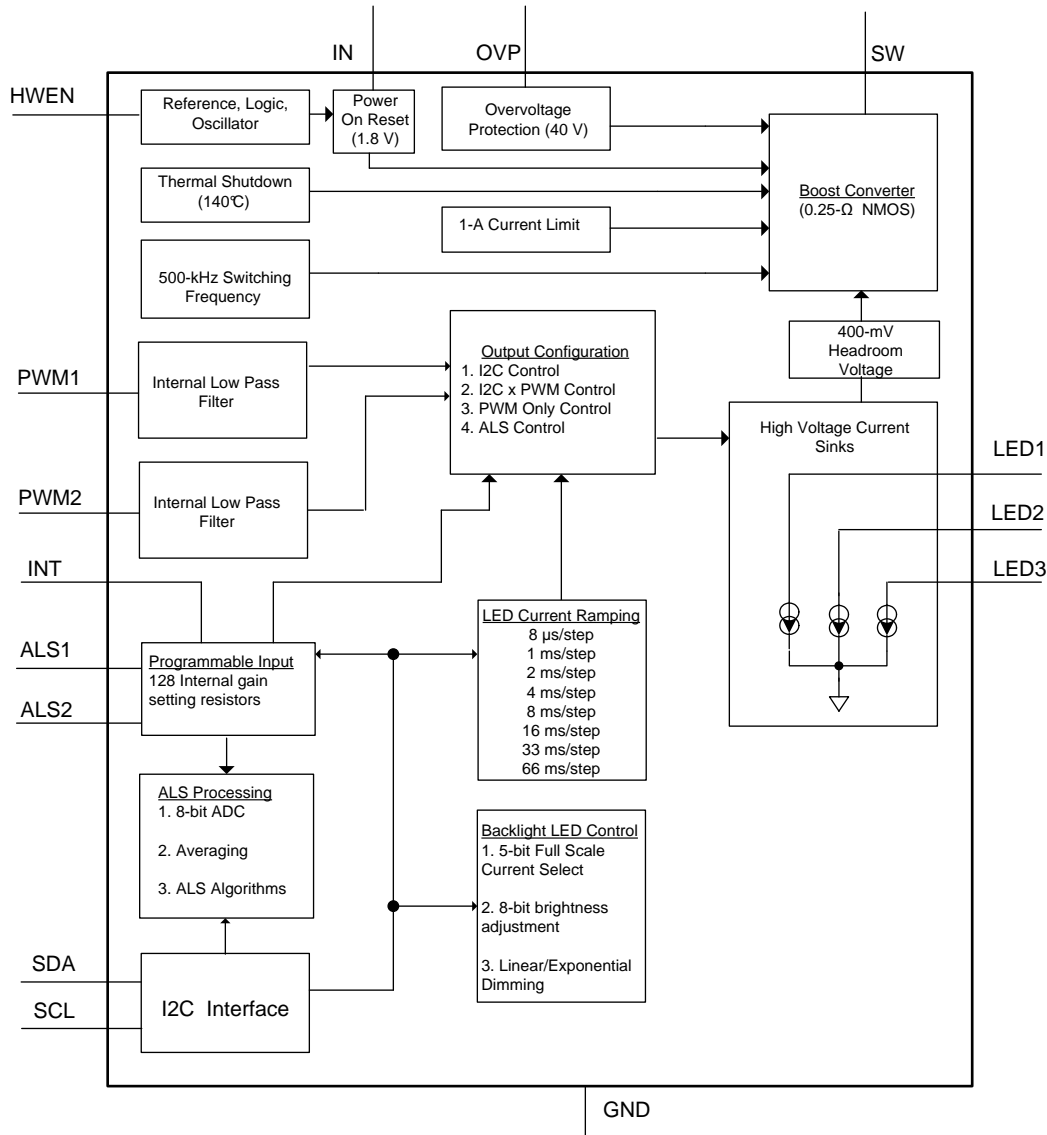 IN
OVP
SW
HWEN
Reference, Logic,
Oscillator
Power
On Reset
(1.8 V)
Overvoltage
Protection (40 V)
Thermal Shutdown
(140℃)
1-A Current Limit
Boost Converter
(0.25-Ω NMOS)
500-kHz Switching
Frequency
400-mV
Headroom
Voltage
PWM1
Internal Low Pass
Filter
Output Configuration
1. I2C Control
2. I2C x PWM Control
3. PWM Only Control
4. ALS Control
High Voltage Current
Sinks
LED1
LED2
LED3
PWM2
Internal Low Pass
Filter
INT
ALS1
ALS2
Programmable Input
128 Internal gain
setting resistors
LED Current Ramping
8 µs/step
1 ms/step
2 ms/step
4 ms/step
8 ms/step
16 ms/step
33 ms/step
66 ms/step
ALS Processing
1. 8-bit ADC
2. Averaging
3. ALS Algorithms
Backlight LED Control
1. 5-bit Full Scale
Current Select
2. 8-bit brightness
adjustment
3. Linear/Exponential
Dimming
SDA
SCL
I2C Interface
GND